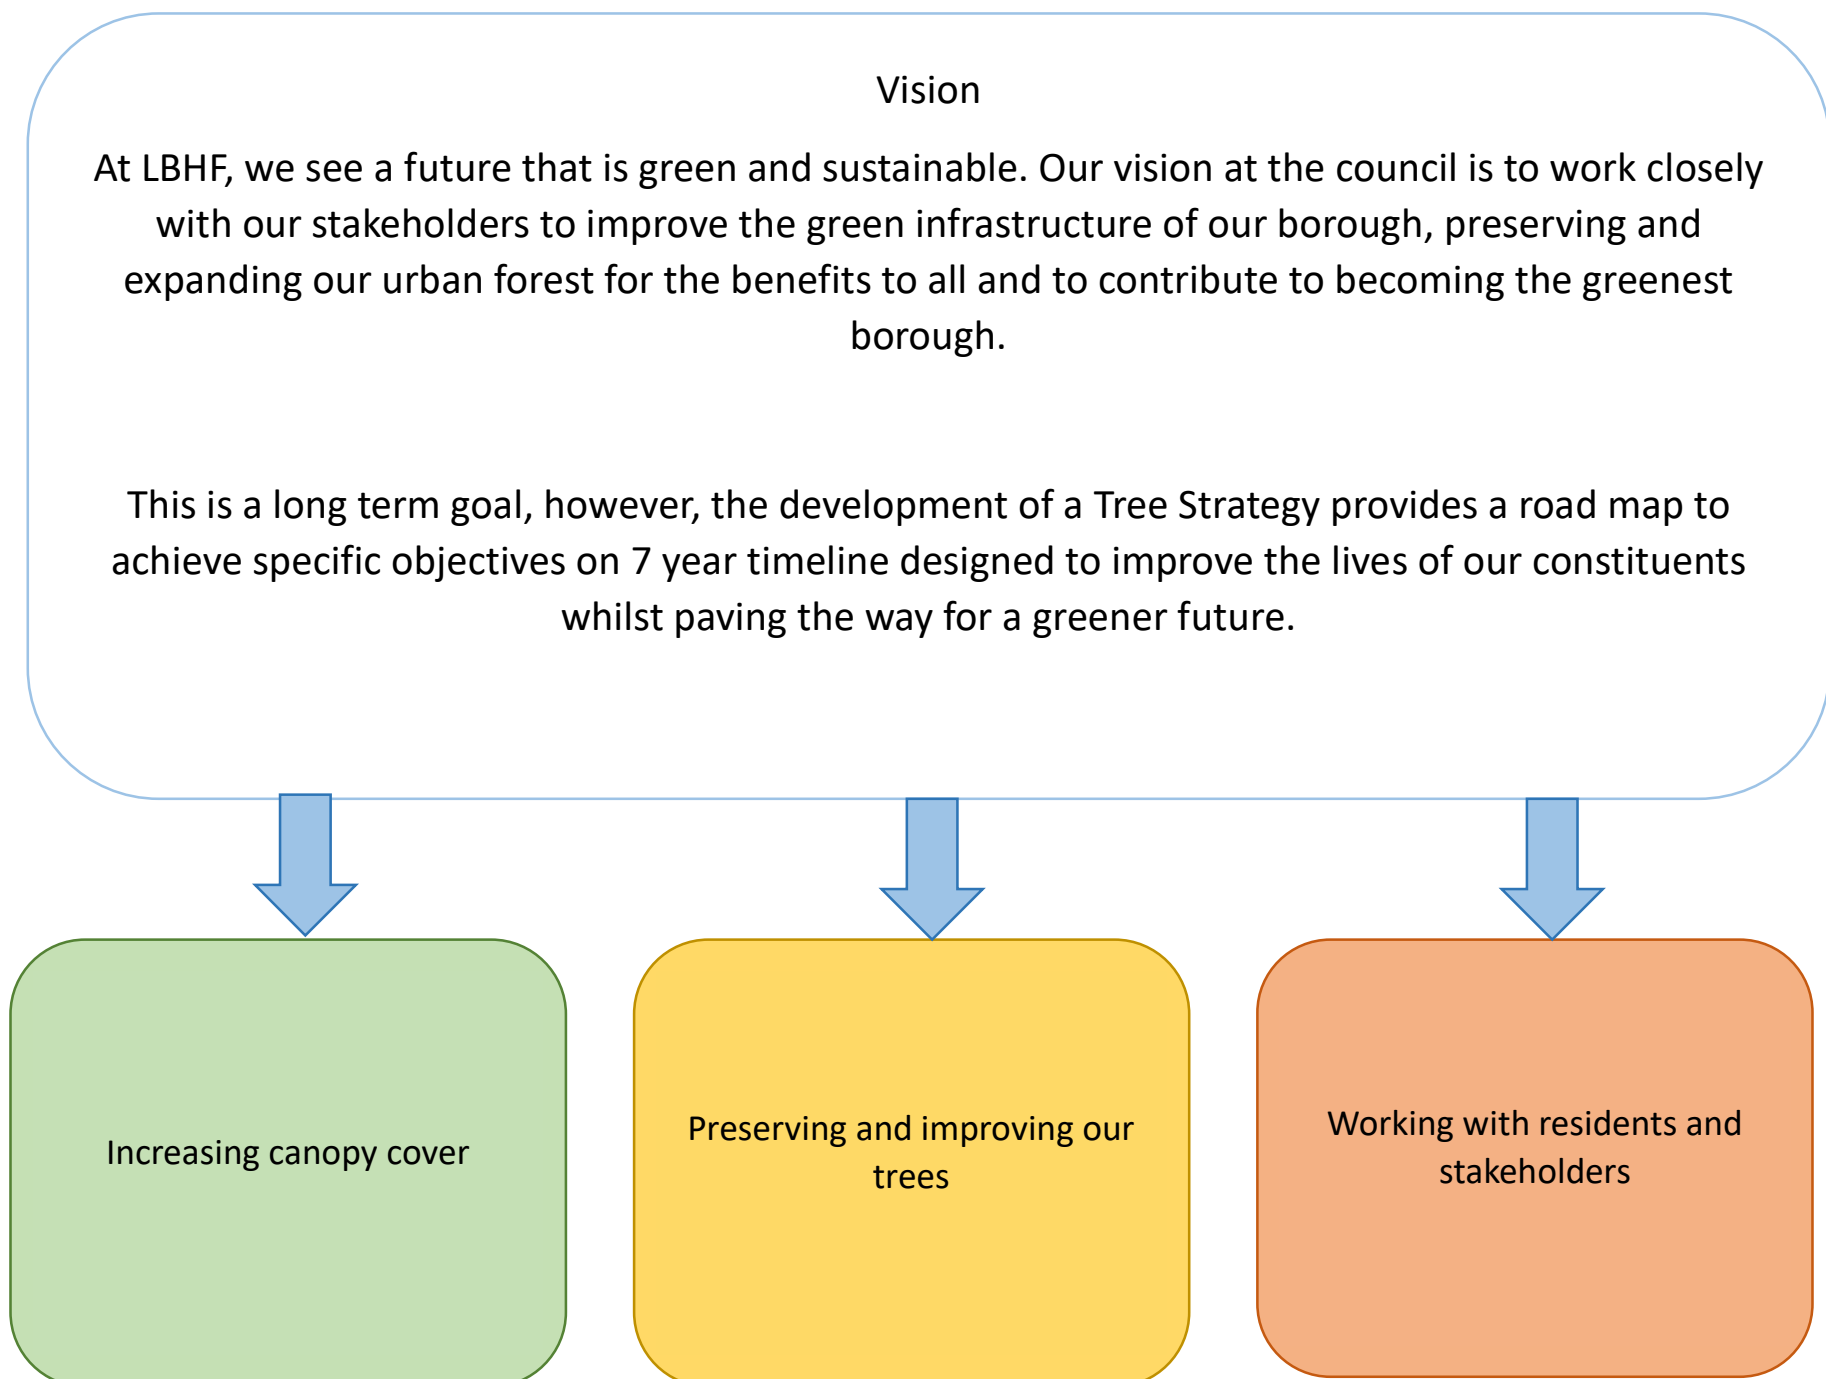 Vision
At LBHF, we see a future that is green and sustainable. Our vision at the council is to work closely
with our stakeholders to improve the green infrastructure of our borough, preserving and
expanding our urban forest for the benefits to all and to contribute to becoming the greenest
borough.
This is a long term goal, however, the development of a Tree Strategy provides a road map to
achieve specific objectives on 7 year timeline designed to improve the lives of our constituents
whilst paving the way for a greener future.
Increasing canopy cover
Preserving and improving our
trees
Working with residents and
stakeholders